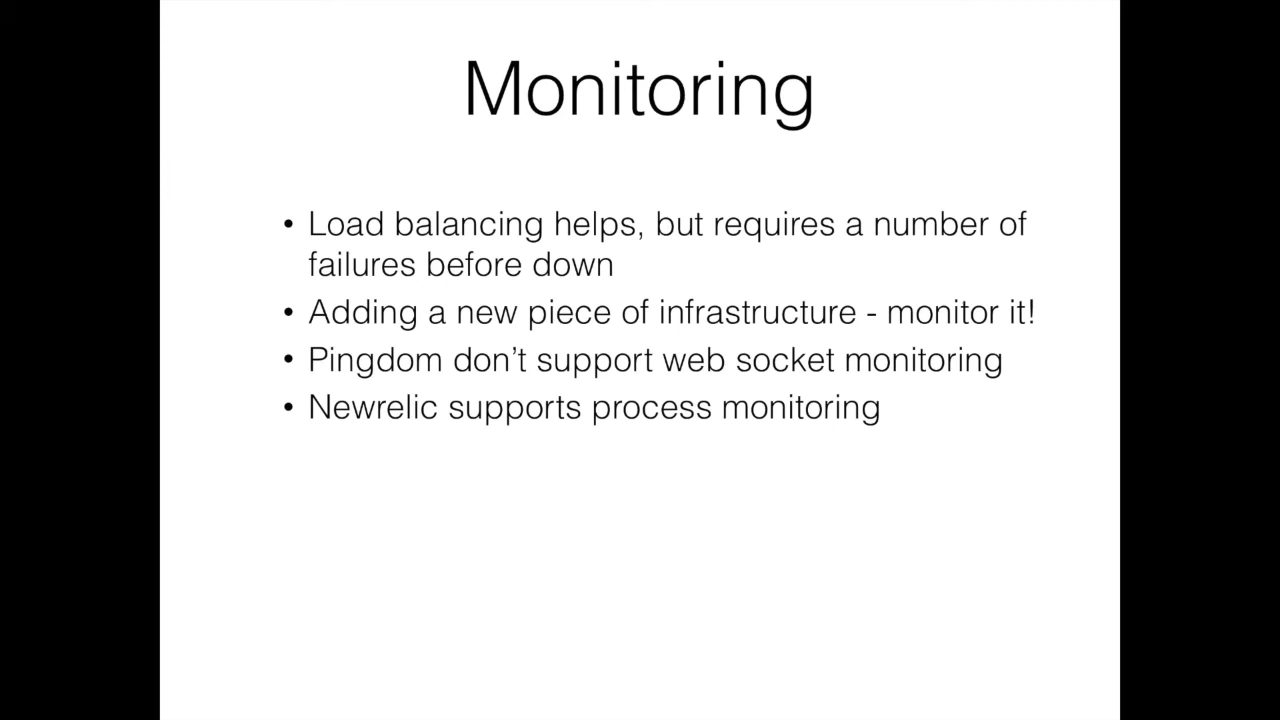 Monitoring
• Load balancing helps, but requires a number of
failures before down
• Adding a new piece of infrastructure - monitor it!
• Pingdom don’t support web socket monitoring
• Newrelic supports process monitoring